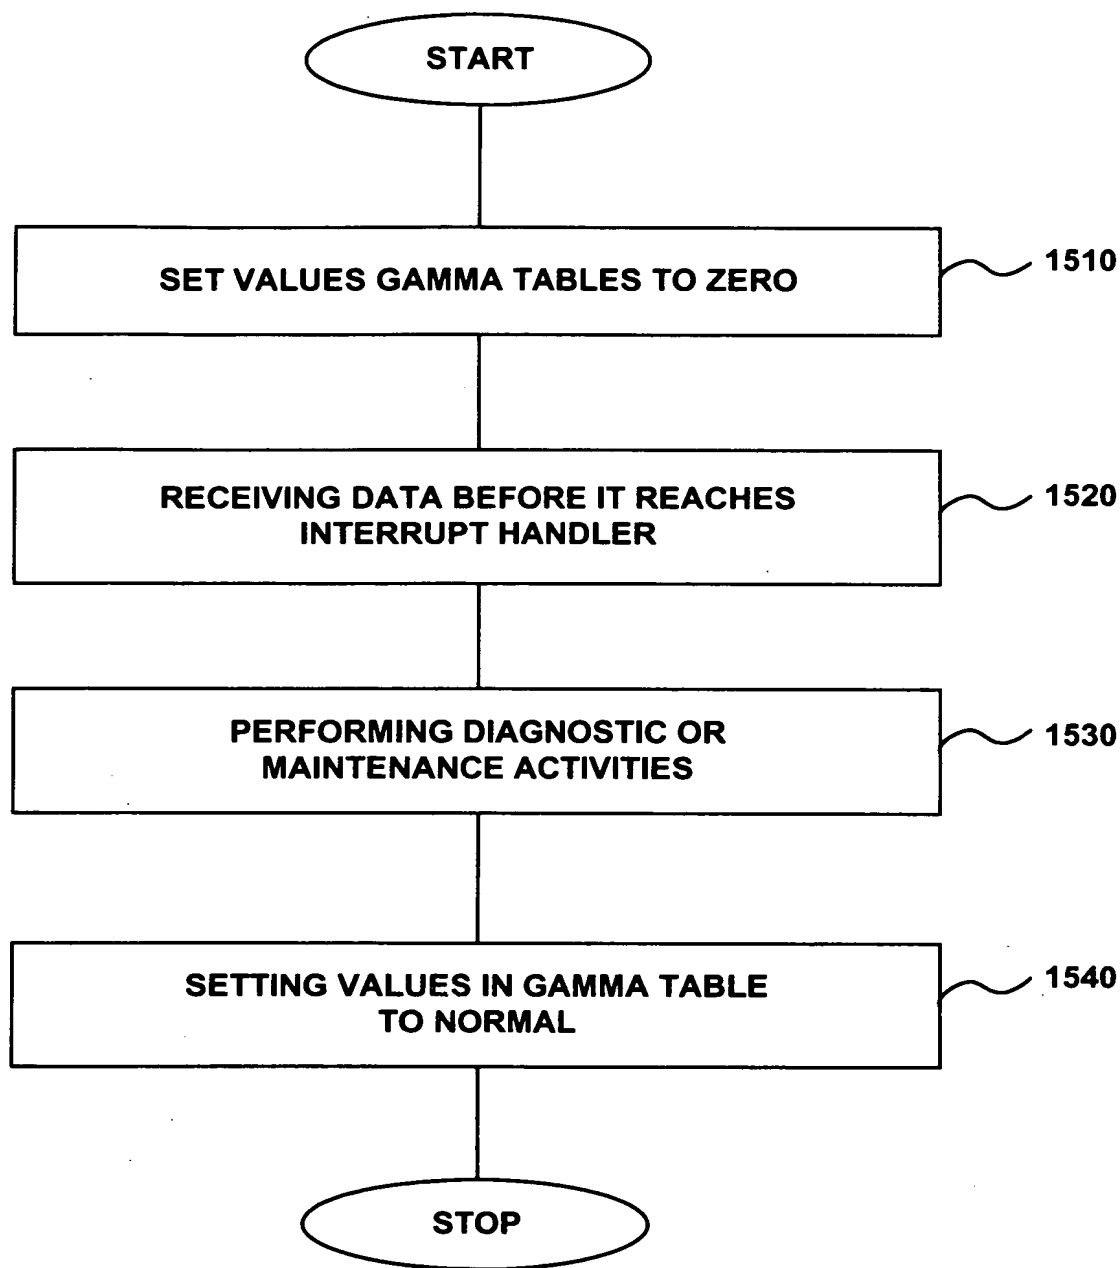 START
SET VALUES GAMMA TABLES TO ZERO
1510
RECEIVING DATA BEFORE IT REACHES
INTERRUPT HANDLER
1520
PERFORMING DIAGNOSTIC OR
MAINTENANCE ACTIVITIES
1530
SETTING VALUES IN GAMMA TABLE
TO NORMAL
1540
STOP